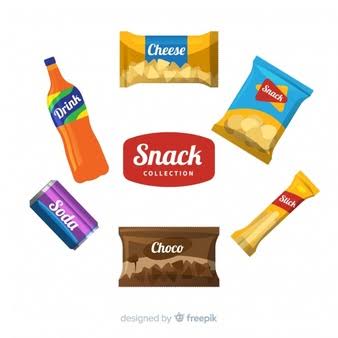 Cheese
Drink
Snack
Snack
COLLECTION
Soda
Stick
Choco
designed by freepik